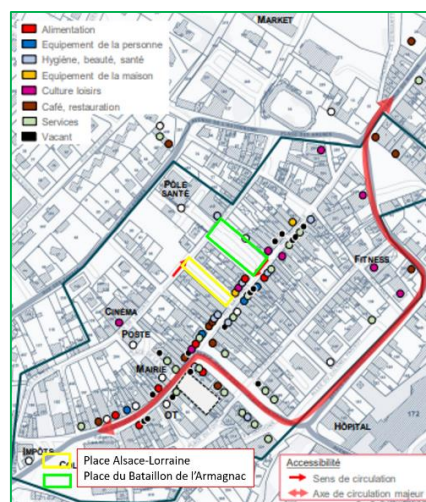 MARKET
Alimentation
Equipement de la personne
Hygiène, beauté, santé
Equipement de la maison
Culture loisirs
Café, restauration
Services
Vacant
PÔLE
SANTÉ
FITNESS
CINÉMA
POSTE
MAIRIE
OT
HÔPITAL
172
IMPÔTS
Place Alsace-Lorraine
Place du Bataillon de l'Armagnac
Accessibilité
Sens de circulation
Axe de circulation majeur